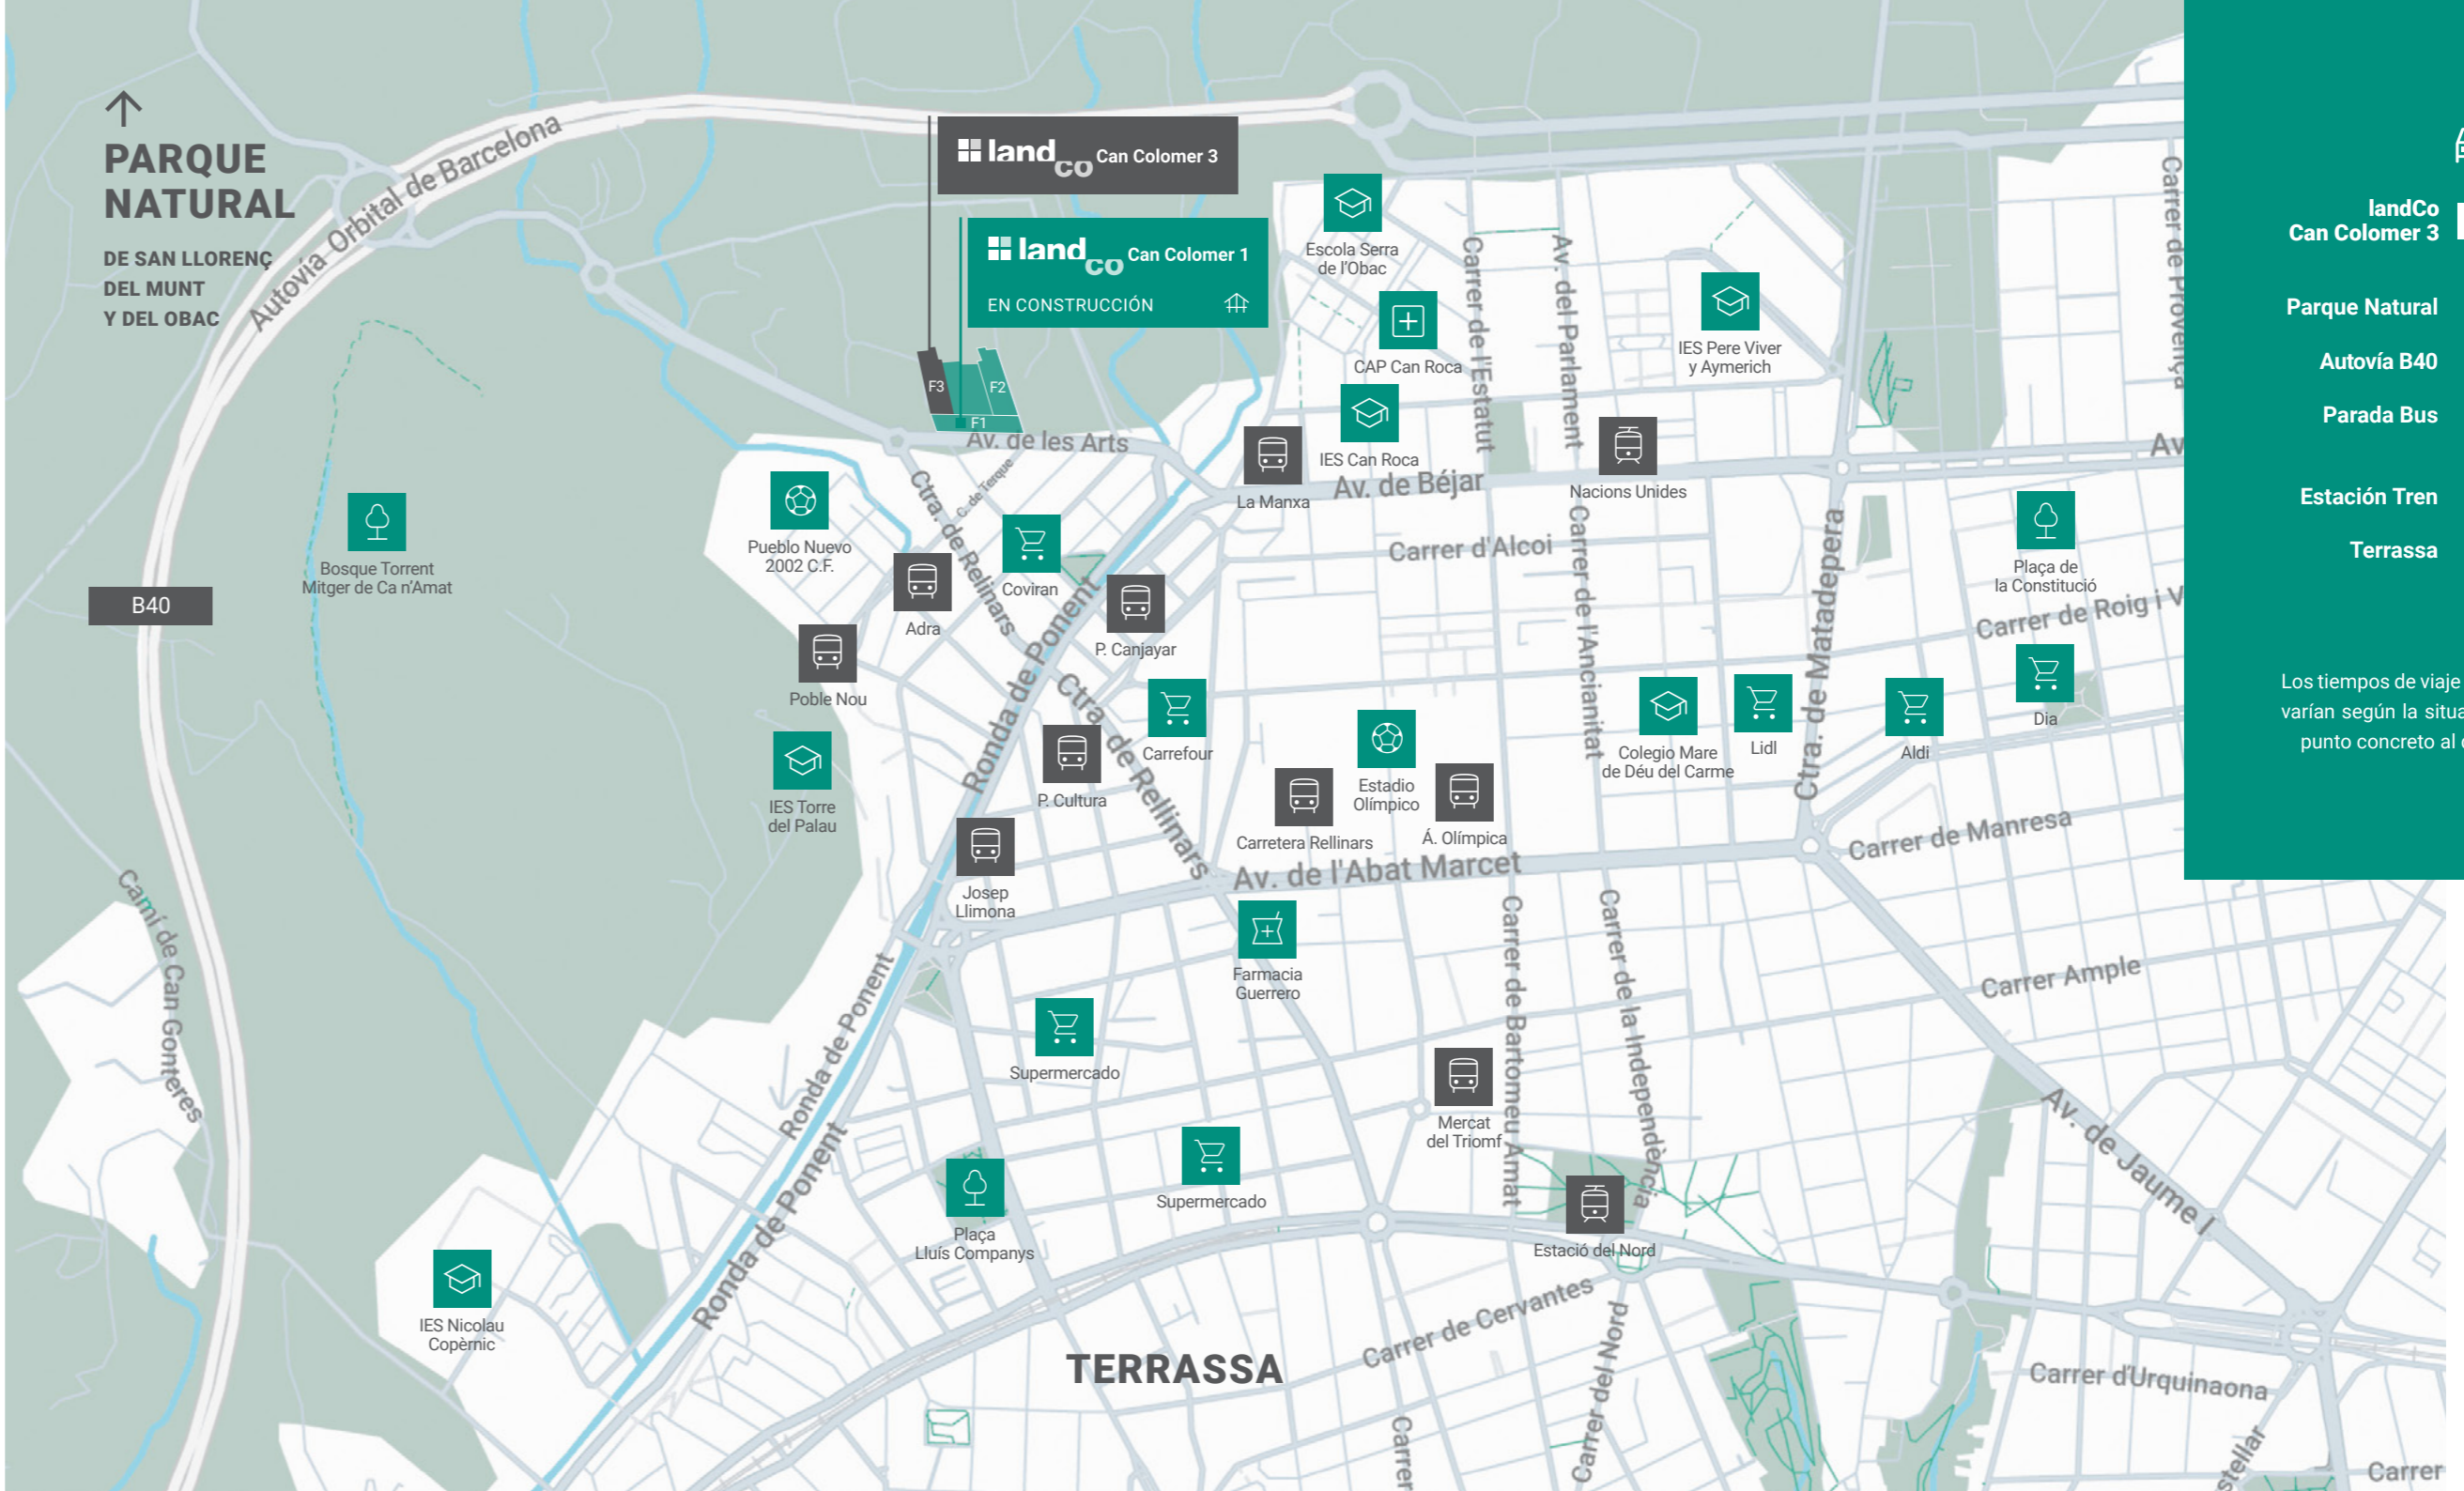 PARQUE
NATURAL
DE SAN LLORENÇ
DEL MUNT
Y DEL OBAC
Autovía Orbital de Barcelona
landco Can Colomer 3
landco Can Colomer 1
EN CONSTRUCCIÓN
F3
F2
F1
Av. de les Arts
C. de Terque
Ctra. de Relinars
Escola Serra
de l'Obac
CAP Can Roca
IES Can Roca
Carrer de l'Estatut
Av. del Parlament
IES Pere Viver
y Aymerich
Carrer de Provença
Nacions Unides
La Manxa
Av. de Béjar
Av
Carrer d'Alcoi
Carrer de l'Ancianitat
Ctra. de Matadepera
Plaça de
la Constitució
Carrer de Roig i V
Bosque Torrent
Mitger de Ca n'Amat
B40
Pueblo Nuevo
2002 C.F.
Adra
Coviran
P. Canjayar
Poble Nou
Ronda de Ponent
Ctra. de Rellinars
Carrefour
P. Cultura
IES Torre
del Palau
Josep
Llimona
Carretera Rellinars
Estadio
Olímpico
Á. Olímpica
Colegio Mare
de Déu del Carme
Lidl
Aldi
Dia
Av. de l'Abat Marcet
Carrer de Manresa
Camí de Can Gonteres
Ronda de Ponent
Farmacia
Guerrero
Carrer de Bartomeu Amat
Carrer de la Independència
Carrer Ample
Supermercado
Mercat
del Triomf
Av. de Jaume I
Ronda de Ponent
Plaça
Lluís Companys
Supermercado
Estació del Nord
IES Nicolau
Copèrnic
TERRASSA
Carrer de Cervantes
Carrer del Nord
Carrer d'Urquinaona
Carrer
stellar
Carrer
landCo
Can Colomer 3
Parque Natural
Autovía B40
Parada Bus
Estación Tren
Terrassa
Los tiempos de viaje
varían según la situa
punto concreto al